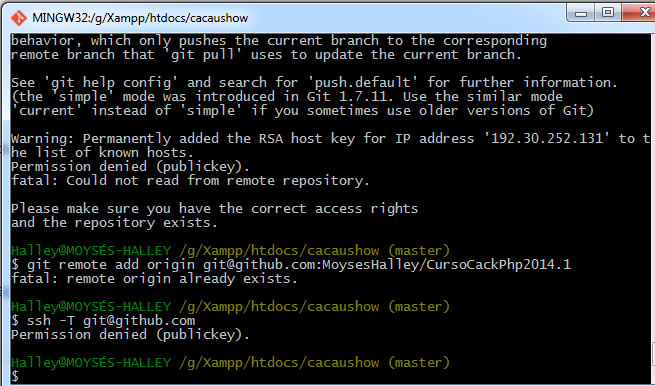 MINGW32:/g/Xampp/htdocs/cacaushow
behavior, which only pushes the current branch to the corresponding
remote branch that 'git pull' uses to update the current branch.
See 'git help config' and search for 'push.default' for further information.
(the 'simple' mode was introduced in Git 1.7.11. Use the similar mode
'current' instead of 'simple' if you sometimes use older versions of Git)
Warning: Permanently added the RSA host key for IP address '192.30.252.131' to t
he list of known hosts.
Permission denied (publickey).
fatal: Could not read from remote repository.
Please make sure you have the correct access rights
and the repository exists.
Halley@MOYSÉS-HALLEY /g/Xampp/htdocs/cacaushow (master)
$ git remote add origin git@github.com:MoysesHalley/CursoCackPhp2014.1
fatal: remote origin already exists.
Halley@MOYSÉS-HALLEY /g/Xampp/htdocs/cacaushow (master)
$ ssh -T git@github.com
Permission denied (publickey).
Halley@MOYSÉS-HALLEY /g/Xampp/htdocs/cacaushow (master)
$